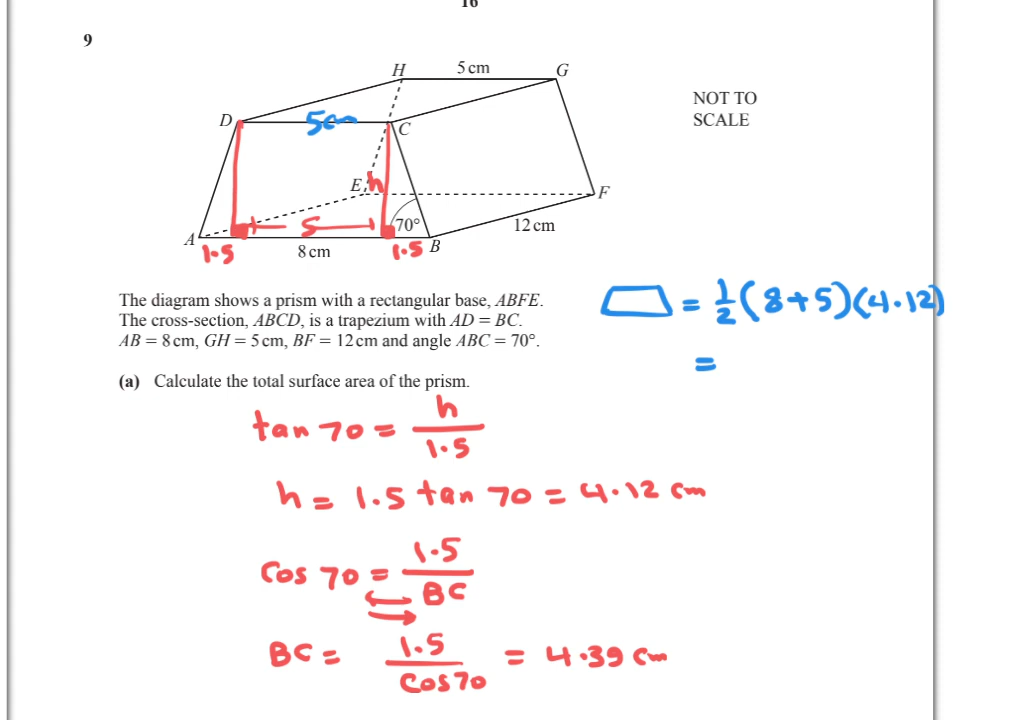 16
9
H 5 cm G
NOT TO
SCALE
D 5cm C
E h F
5 70° 12 cm
A 1.5 8 cm 1.5 B
The diagram shows a prism with a rectangular base, ABFE.
The cross-section, ABCD, is a trapezium with AD = BC.
AB = 8 cm, GH = 5 cm, BF = 12 cm and angle ABC = 70°.
= 1/2 (8+5)(4.12)
=
(a) Calculate the total surface area of the prism.
tan 70 = h/1.5
h = 1.5 tan 70 = 4.12 cm
Cos 70 = 1.5/BC
BC = 1.5/Cos 70 = 4.39 cm